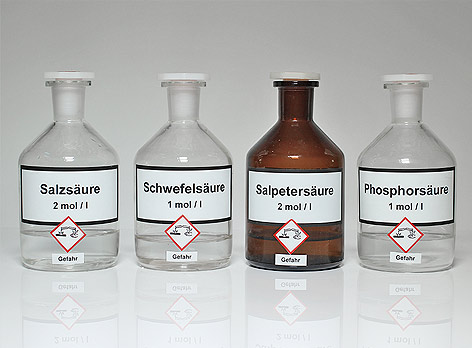 Salzsäure
2 mol / l
Gefahr
Schwefelsäure
1 mol / l
Gefahr
Salpetersäure
2 mol / l
Gefahr
Phosphorsäure
1 mol / l
Gefahr